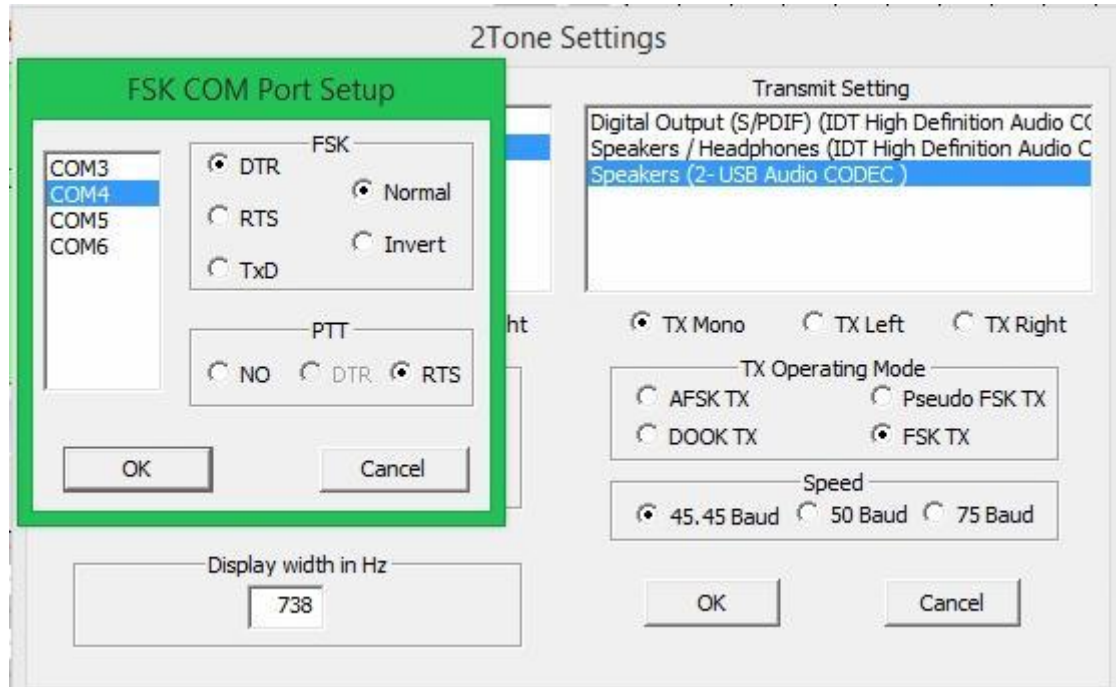 2Tone Settings
FSK COM Port Setup
COM3
COM4
COM5
COM6
FSK
DTR
RTS
TxD
Normal
Invert
PTT
NO DTR RTS
OK Cancel
ht
Display width in Hz
738
Transmit Setting
Digital Output (S/PDIF) (IDT High Definition Audio CO
Speakers / Headphones (IDT High Definition Audio C
Speakers (2- USB Audio CODEC )
TX Mono TX Left TX Right
TX Operating Mode
AFSK TX Pseudo FSK TX
DOOK TX FSK TX
Speed
45.45 Baud 50 Baud 75 Baud
OK Cancel